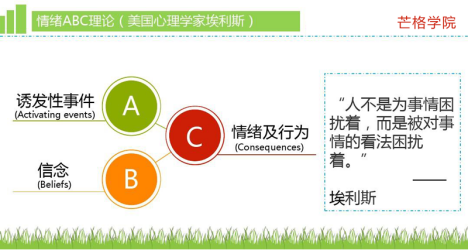 情绪ABC理论（美国心理学家埃利斯）
芒格学院
诱发性事件
(Activating events)
A
C
情绪及行为
(Consequences)
信念
(Beliefs)
B
“人不是为事情困
扰着，而是被对事
情的看法困扰
着。”
——
埃利斯